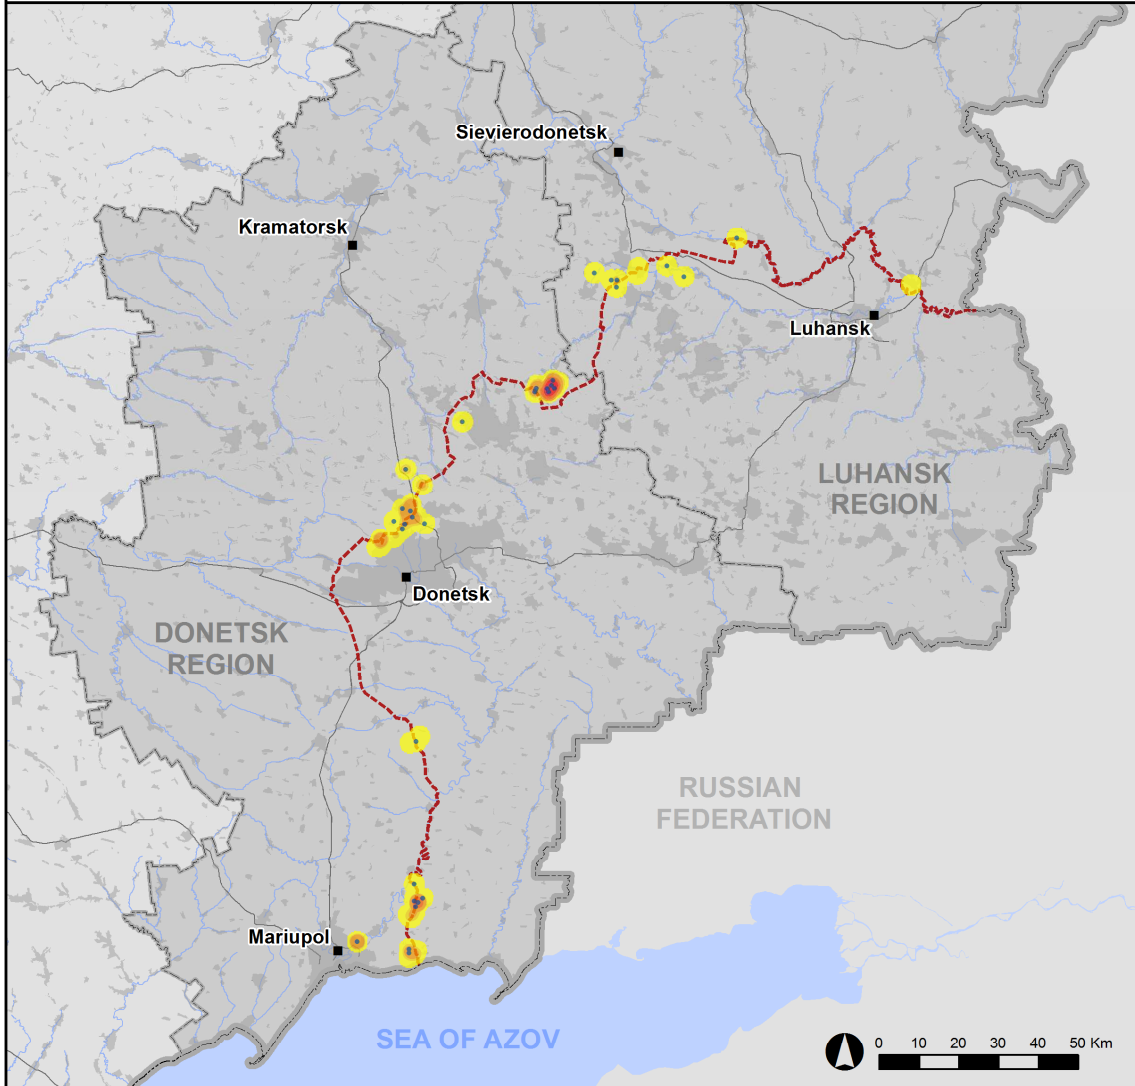 Sievierodonetsk
Kramatorsk
Luhansk
LUHANSK
REGION
Donetsk
DONETSK
REGION
RUSSIAN
FEDERATION
Mariupol
SEA OF AZOV
0 10 20 30 40 50 Km